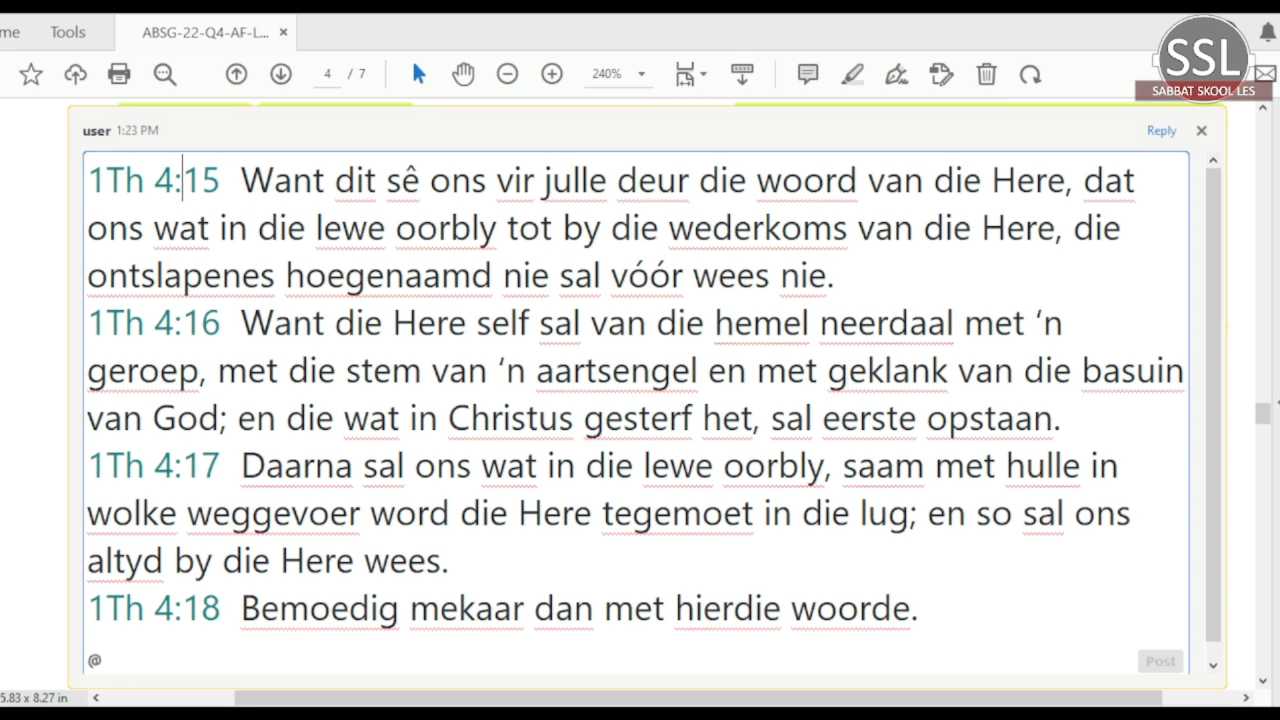 me
Tools
ABSG-22-Q4-AF-L... ×
SSL
SABBAT SKOOL LES
4 / 7
240%
user 1:23 PM
Reply
1Th 4:15 Want dit sê ons vir julle deur die woord van die Here, dat
ons wat in die lewe oorbly tot by die wederkoms van die Here, die
ontslapenes hoegenaamd nie sal vóór wees nie.
1Th 4:16 Want die Here self sal van die hemel neerdaal met ‘n
geroep, met die stem van ‘n aartsengel en met geklank van die basuin
van God; en die wat in Christus gesterf het, sal eerste opstaan.
1Th 4:17 Daarna sal ons wat in die lewe oorbly, saam met hulle in
wolke weggevoer word die Here tegemoet in die lug; en so sal ons
altyd by die Here wees.
1Th 4:18 Bemoedig mekaar dan met hierdie woorde.
@
Post
5.83 x 8.27 in